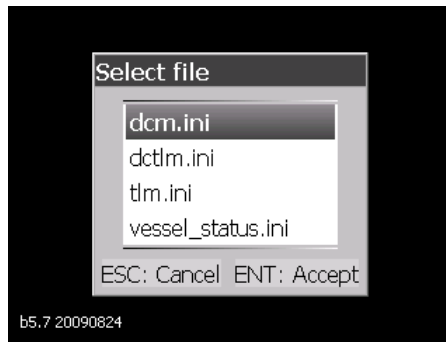 Select file
dcm.ini
dctlm.ini
tlm.ini
vessel_status.ini
ESC: Cancel ENT: Accept
b5.7 20090824